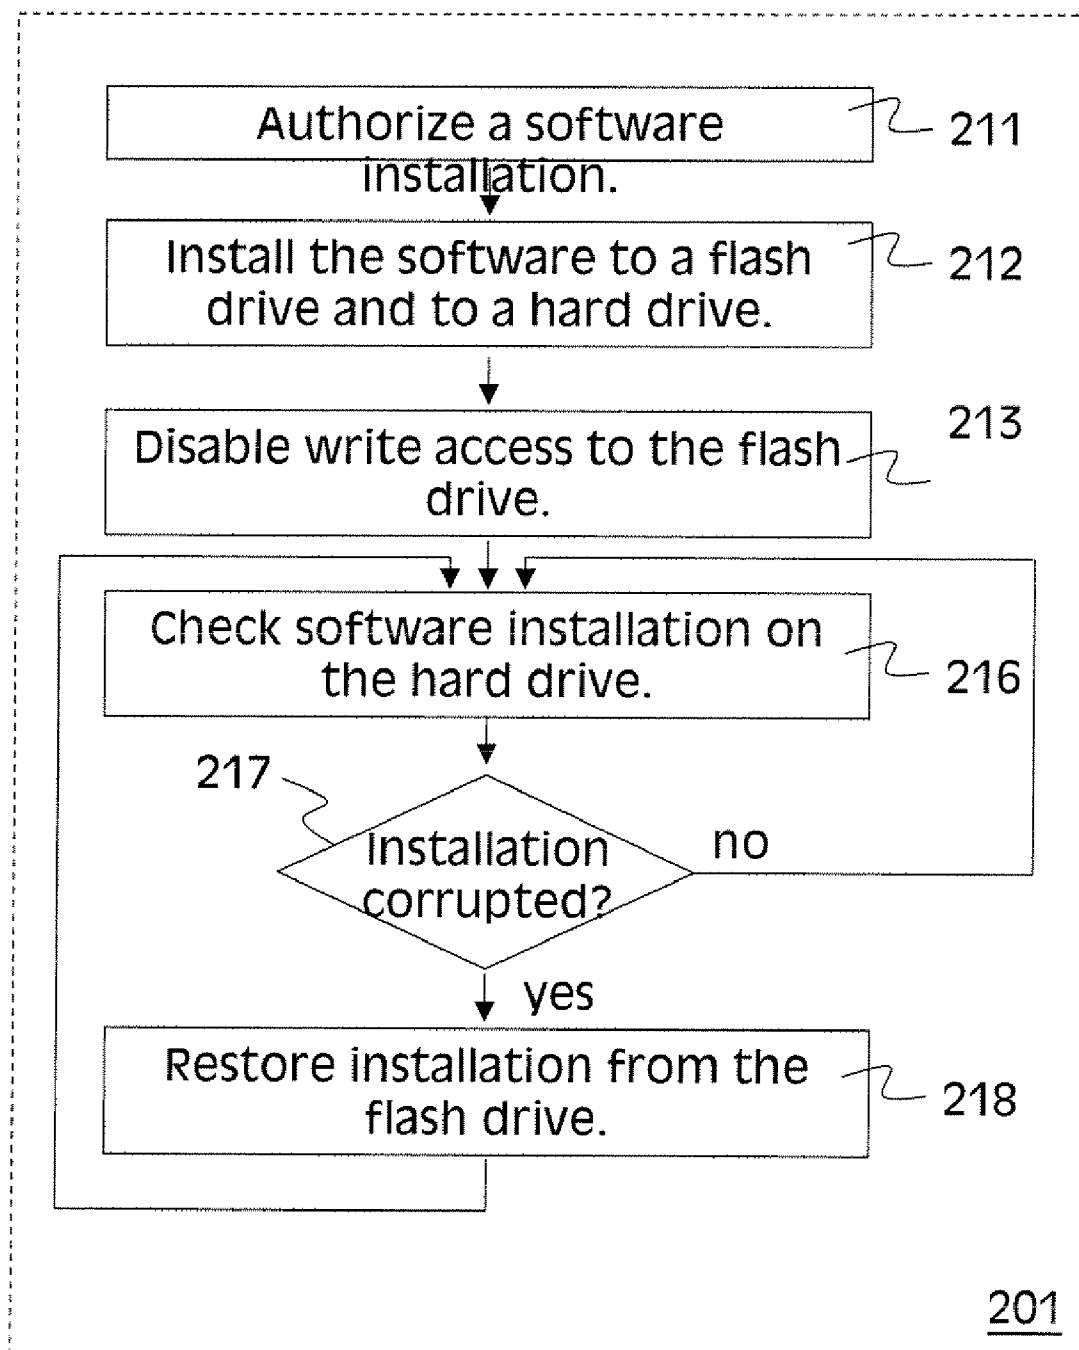 Authorize a software
installation.
211
Install the software to a flash
drive and to a hard drive.
212
Disable write access to the flash
drive.
213
Check software installation on
the hard drive.
216
217
Installation
corrupted?
no
yes
Restore installation from the
flash drive.
218
201